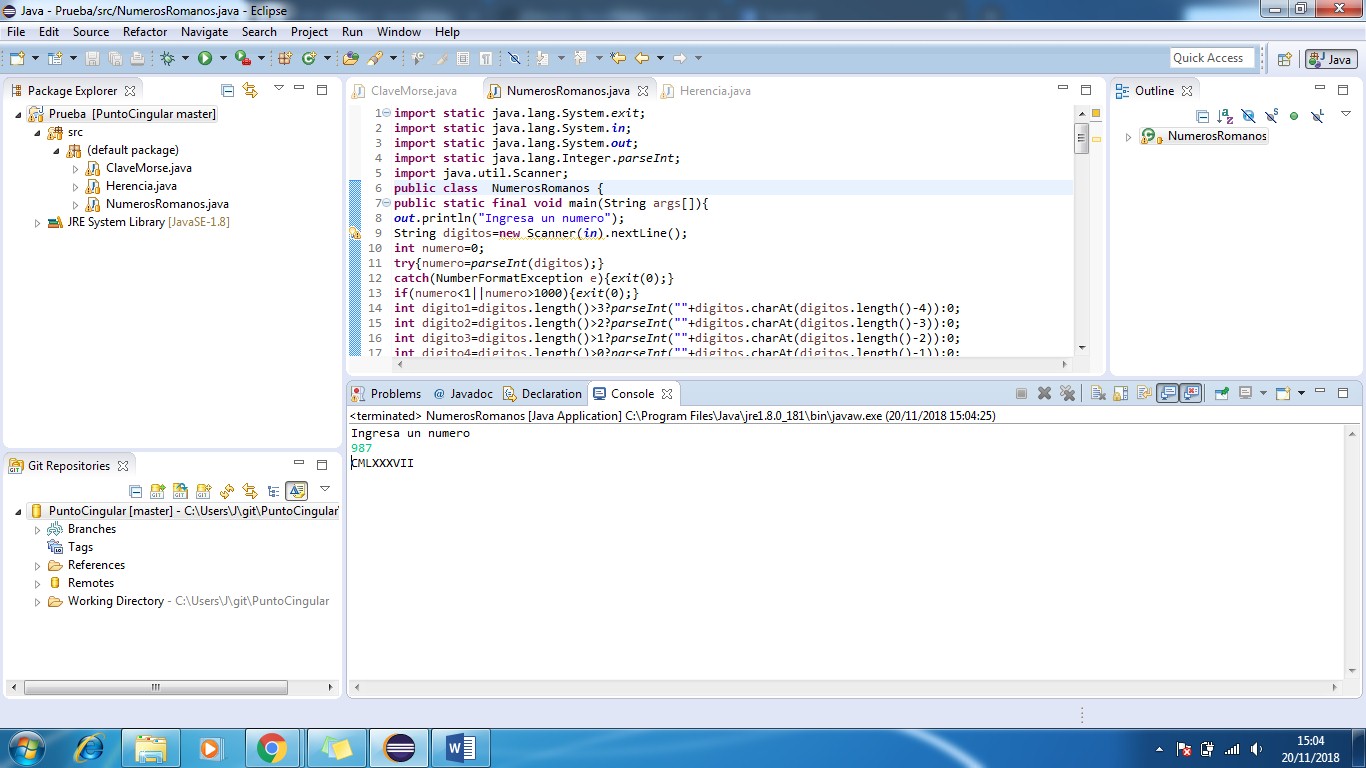 Java - Prueba/src/NumerosRomanos.java - Eclipse
File Edit Source Refactor Navigate Search Project Run Window Help
Quick Access
Java
Package Explorer
Prueba [PuntoCingular master]
src
(default package)
ClaveMorse.java
Herencia.java
NumerosRomanos.java
JRE System Library [JavaSE-1.8]
Git Repositories
PuntoCingular [master] - C:\Users\J\git\PuntoCingular
Branches
Tags
References
Remotes
Working Directory - C:\Users\J\git\PuntoCingular
ClaveMorse.java NumerosRomanos.java Herencia.java
1 import static java.lang.System.exit;
2 import static java.lang.System.in;
3 import static java.lang.System.out;
4 import static java.lang.Integer.parseInt;
5 import java.util.Scanner;
6 public class  NumerosRomanos {
7 public static final void main(String args[]){
8 out.println("Ingresa un numero");
9 String digitos=new Scanner(in).nextLine();
10 int numero=0;
11 try{numero=parseInt(digitos);}
12 catch(NumberFormatException e){exit(0);}
13 if(numero<1||numero>1000){exit(0);}
14 int digito1=digitos.length()>3?parseInt(""+digitos.charAt(digitos.length()-4)):0;
15 int digito2=digitos.length()>2?parseInt(""+digitos.charAt(digitos.length()-3)):0;
16 int digito3=digitos.length()>1?parseInt(""+digitos.charAt(digitos.length()-2)):0;
17 int digito4=digitos.length()>0?parseInt(""+digitos.charAt(digitos.length()-1)):0;
Outline
NumerosRomanos
Problems @ Javadoc Declaration Console
<terminated> NumerosRomanos [Java Application] C:\Program Files\Java\jre1.8.0_181\bin\javaw.exe (20/11/2018 15:04:25)
Ingresa un numero
987
CMLXXXVII
15:04
20/11/2018